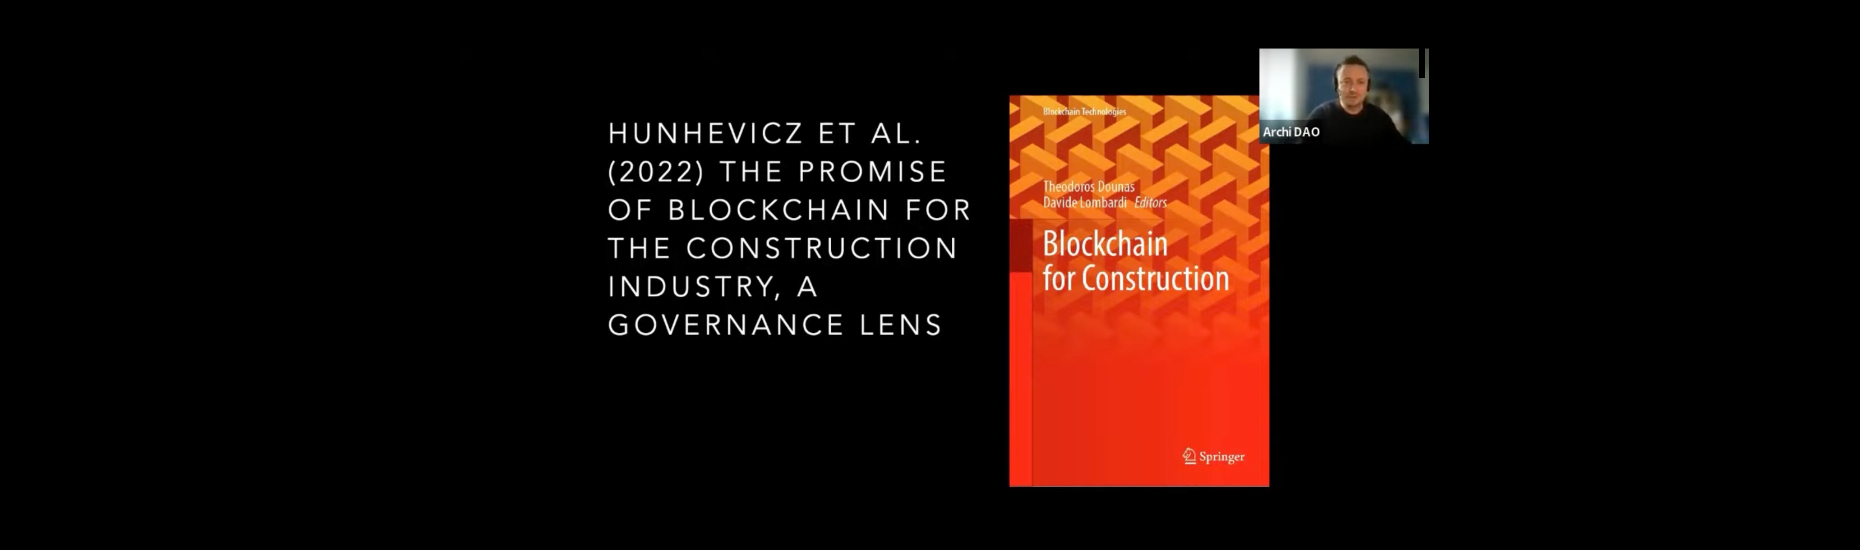 HUNHEVICZ ET AL.
(2022) THE PROMISE
OF BLOCKCHAIN FOR
THE CONSTRUCTION
INDUSTRY, A
GOVERNANCE LENS
Blockchain Technologies
Theodoros Dounas
Davide Lombardi Editors
Blockchain
for Construction
Springer
Archi DAO